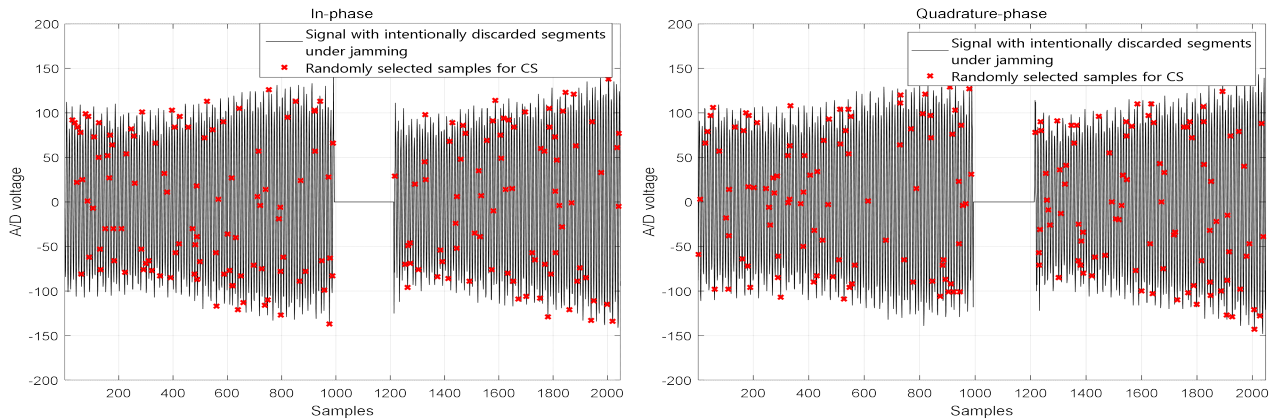 In-phase
Signal with intentionally discarded segments
under jamming
Randomly selected samples for CS
A/D voltage
200
150
100
50
0
-50
-100
-150
-200
200 400 600 800 1000 1200 1400 1600 1800 2000
Samples
Quadrature-phase
Signal with intentionally discarded segments
under jamming
Randomly selected samples for CS
A/D voltage
200
150
100
50
0
-50
-100
-150
-200
200 400 600 800 1000 1200 1400 1600 1800 2000
Samples